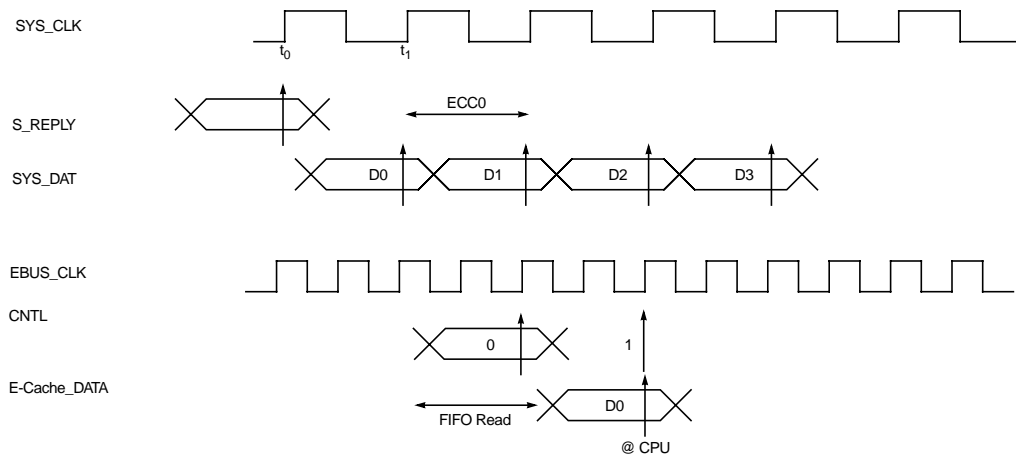 SYS_CLK
t0 t1
ECC0
S_REPLY
SYS_DAT
D0 D1 D2 D3
EBUS_CLK
CNTL
0 1
E-Cache_DATA
D0
FIFO Read
@ CPU